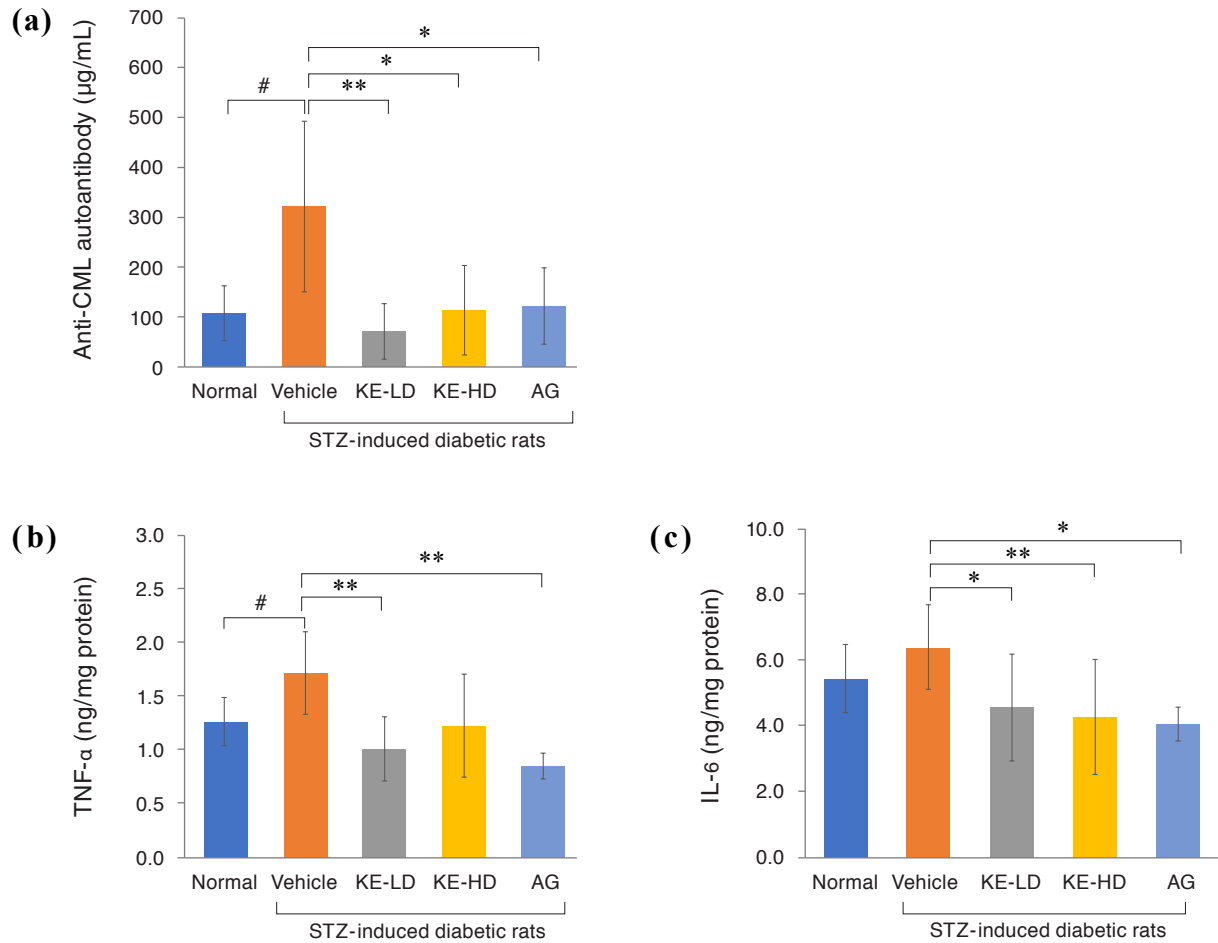 (a)
Anti-CML autoantibody (µg/mL)
700
600
500
400
300
200
100
0
*
*
#
**
Normal Vehicle KE-LD KE-HD AG
STZ-induced diabetic rats
(b)
TNF-α (ng/mg protein)
3.0
2.5
2.0
1.5
1.0
0.5
0.0
**
**
#
Normal Vehicle KE-LD KE-HD AG
STZ-induced diabetic rats
(c)
IL-6 (ng/mg protein)
10.0
8.0
6.0
4.0
2.0
0.0
*
**
*
Normal Vehicle KE-LD KE-HD AG
STZ-induced diabetic rats